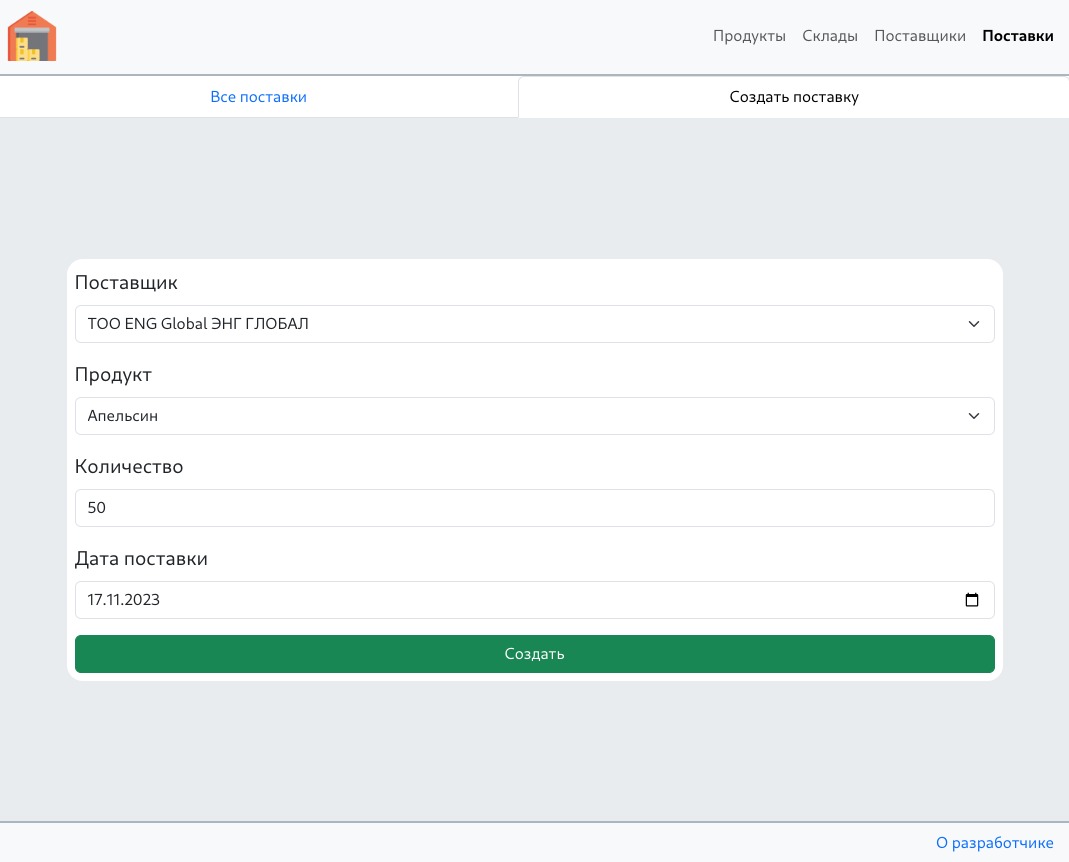 Продукты Склады Поставщики Поставки
Все поставки Создать поставку
Поставщик
ТОО ENG Global ЭНГ ГЛОБАЛ
Продукт
Апельсин
Количество
50
Дата поставки
17.11.2023
Создать
О разработчике